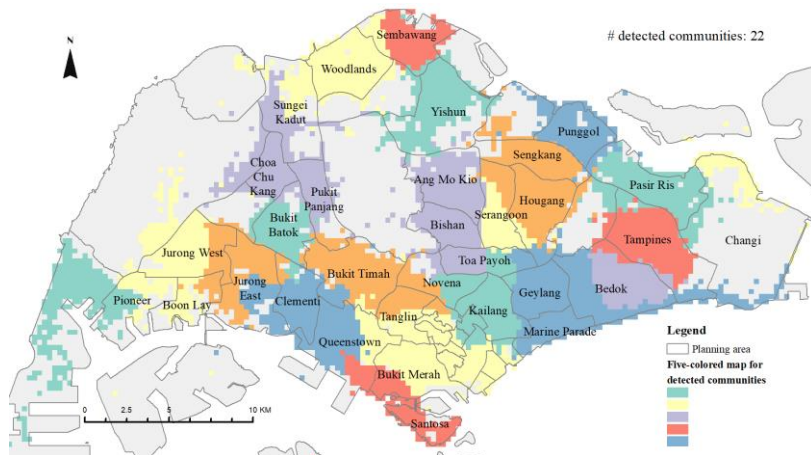 # detected communities: 22
N
Sembawang
Woodlands
Sungei
Kadut
Yishun
Punggol
Sengkang
Choa
Chu
Kang
Pukit
Panjang
Ang Mo Kio
Pasir Ris
Hougang
Serangoon
Bukit
Batok
Bishan
Tampines
Changi
Jurong West
Toa Payoh
Bukit Timah
Novena
Jurong
East
Pioneer
Boon Lay
Clementi
Geylang
Bedok
Kailang
Tanglin
Marine Parade
Queenstown
Bukit Merah
Santosa
0 2.5 5 10 KM
Legend
Planning area
Five-colored map for
detected communities